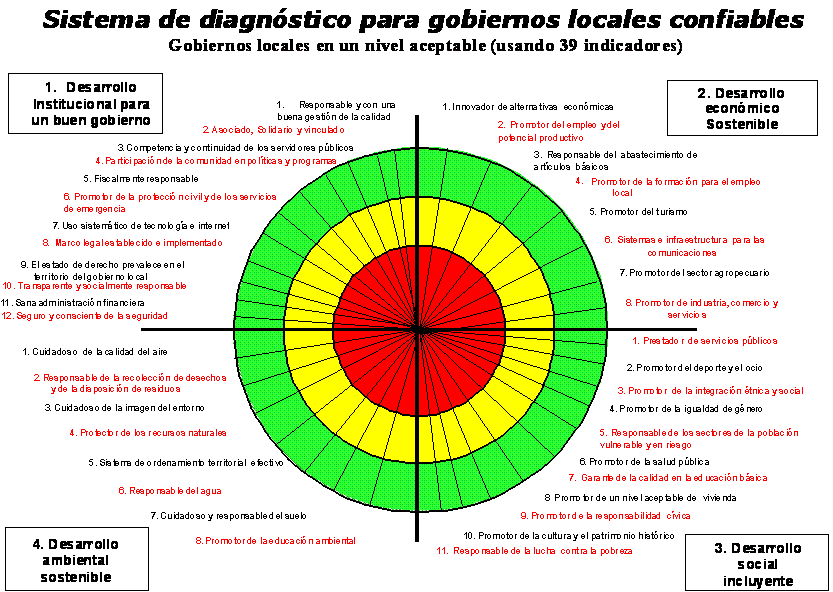 Sistema de diagnóstico para gobiernos locales confiables
Gobiernos locales en un nivel aceptable (usando 39 indicadores)
1. Desarrollo
Institucional para
un buen gobierno
1. Responsable y con una
buena gestión de la calidad
2. Asociado, Solidario y vinculado
3. Competencia y continuidad de los servidores públicos
4. Participación de la comunidad en políticas y programas
5. Fiscalmente responsable
6. Promotor de la protección civil y de los servicios
de emergencia
7. Uso sistemático de tecnología e internet
8. Marco legal establecido e implementado
9. El estado de derecho prevalece en el
territorio del gobierno local
10. Transparente y socialmente responsable
11. Sana administración financiera
12. Seguro y consciente de la seguridad
2. Desarrollo
económico
Sostenible
1. Innovador de alternativas económicas
2. Promotor del empleo y del
potencial productivo
3. Responsable del abastecimiento de
artículos básicos
4. Promotor de la formación para el empleo
local
5. Promotor del turismo
6. Sistemas e infraestructura para las
comunicaciones
7. Promotor del sector agropecuario
8. Promotor de industria, comercio y
servicios
1. Prestador de servicios públicos
2. Promotor del deporte y el ocio
3. Promotor de la integración étnica y social
4. Promotor de la igualdad de género
5. Responsable de los sectores de la población
vulnerable y en riesgo
6. Promotor de la salud pública
7. Garante de la calidad en la educación básica
8 Promotor de un nivel aceptable de vivienda
9. Promotor de la responsabilidad cívica
10. Promotor de la cultura y el patrimonio histórico
11. Responsable de la lucha contra la pobreza
3. Desarrollo
social
incluyente
1. Cuidadoso de la calidad del aire
2. Responsable de la recolección de desechos
y de la disposición de residuos
3. Cuidadoso de la imagen del entorno
4. Protector de los recursos naturales
5. Sistema de ordenamiento territorial efectivo
6. Responsable del agua
7. Cuidadoso y responsable del suelo
8. Promotor de la educación ambiental
4. Desarrollo
ambiental
sostenible